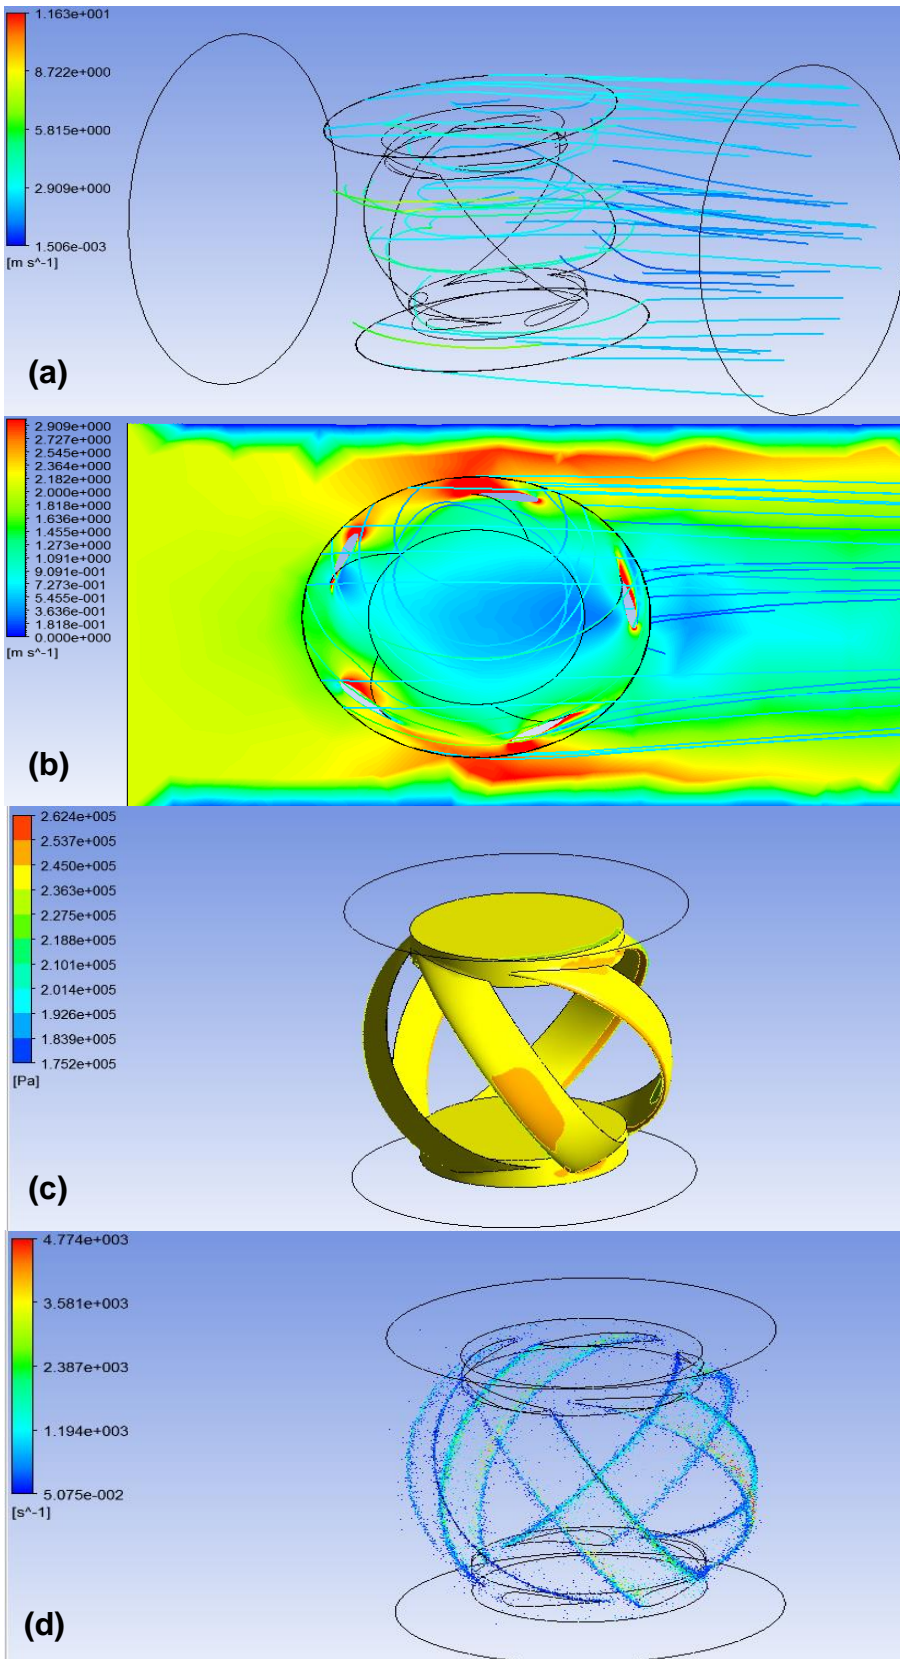 1.163e+001
8.722e+000
5.815e+000
2.909e+000
1.506e-003
[m s^-1]
(a)
2.909e+000
2.727e+000
2.545e+000
2.364e+000
2.182e+000
2.000e+000
1.818e+000
1.636e+000
1.455e+000
1.273e+000
1.091e+000
9.091e-001
7.273e-001
5.455e-001
3.636e-001
1.818e-001
0.000e+000
[m s^-1]
(b)
2.624e+005
2.537e+005
2.450e+005
2.363e+005
2.275e+005
2.188e+005
2.101e+005
2.014e+005
1.926e+005
1.839e+005
1.752e+005
[Pa]
(c)
4.774e+003
3.581e+003
2.387e+003
1.194e+003
5.075e-002
[s^-1]
(d)